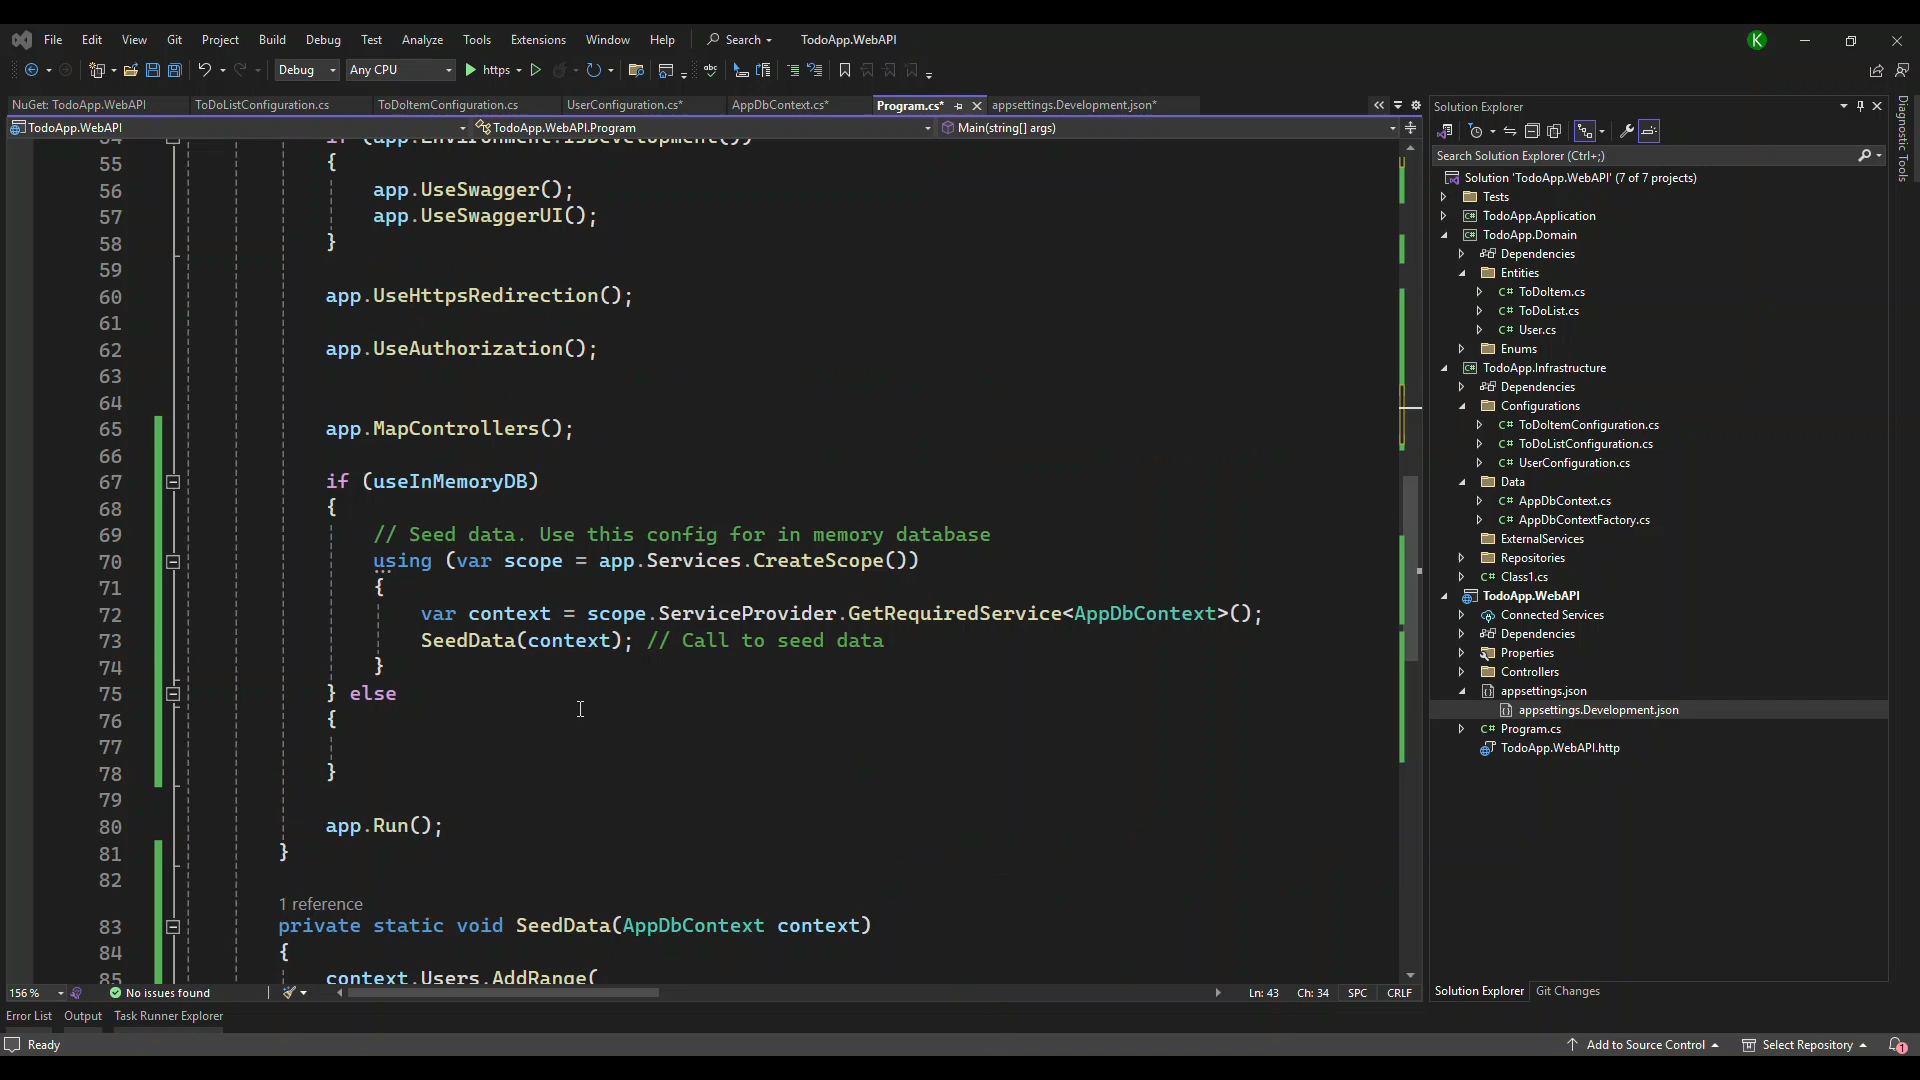 File Edit View Git Project Build Debug Test Analyze Tools Extensions Window Help Search TodoApp.WebAPI K
Debug Any CPU https
NuGet: TodoApp.WebAPI ToDoListConfiguration.cs ToDoItemConfiguration.cs UserConfiguration.cs* AppDbContext.cs* Program.cs* appsettings.Development.json*
TodoApp.WebAPI TodoApp.WebAPI.Program Main(string[] args)
54 if (app.Environment.IsDevelopment())
55 {
56 app.UseSwagger();
57 app.UseSwaggerUI();
58 }
59
60 app.UseHttpsRedirection();
61
62 app.UseAuthorization();
63
64
65 app.MapControllers();
66
67 if (useInMemoryDB)
68 {
69 // Seed data. Use this config for in memory database
70 using (var scope = app.Services.CreateScope())
71 {
72 var context = scope.ServiceProvider.GetRequiredService<AppDbContext>();
73 SeedData(context); // Call to seed data
74 }
75 } else
76 {
77
78 }
79
80 app.Run();
81 }
82
1 reference
83 private static void SeedData(AppDbContext context)
84 {
85 context.Users.AddRange(
156 % No issues found Ln: 43 Ch: 34 SPC CRLF
Solution Explorer
Search Solution Explorer (Ctrl+;)
Solution 'TodoApp.WebAPI' (7 of 7 projects)
Tests
TodoApp.Application
TodoApp.Domain
Dependencies
Entities
ToDoItem.cs
ToDoList.cs
User.cs
Enums
TodoApp.Infrastructure
Dependencies
Configurations
ToDoItemConfiguration.cs
ToDoListConfiguration.cs
UserConfiguration.cs
Data
AppDbContext.cs
AppDbContextFactory.cs
ExternalServices
Repositories
Class1.cs
TodoApp.WebAPI
Connected Services
Dependencies
Properties
Controllers
appsettings.json
appsettings.Development.json
Program.cs
TodoApp.WebAPI.http
Solution Explorer Git Changes
Diagnostic Tools
Error List Output Task Runner Explorer
Ready Add to Source Control Select Repository 1